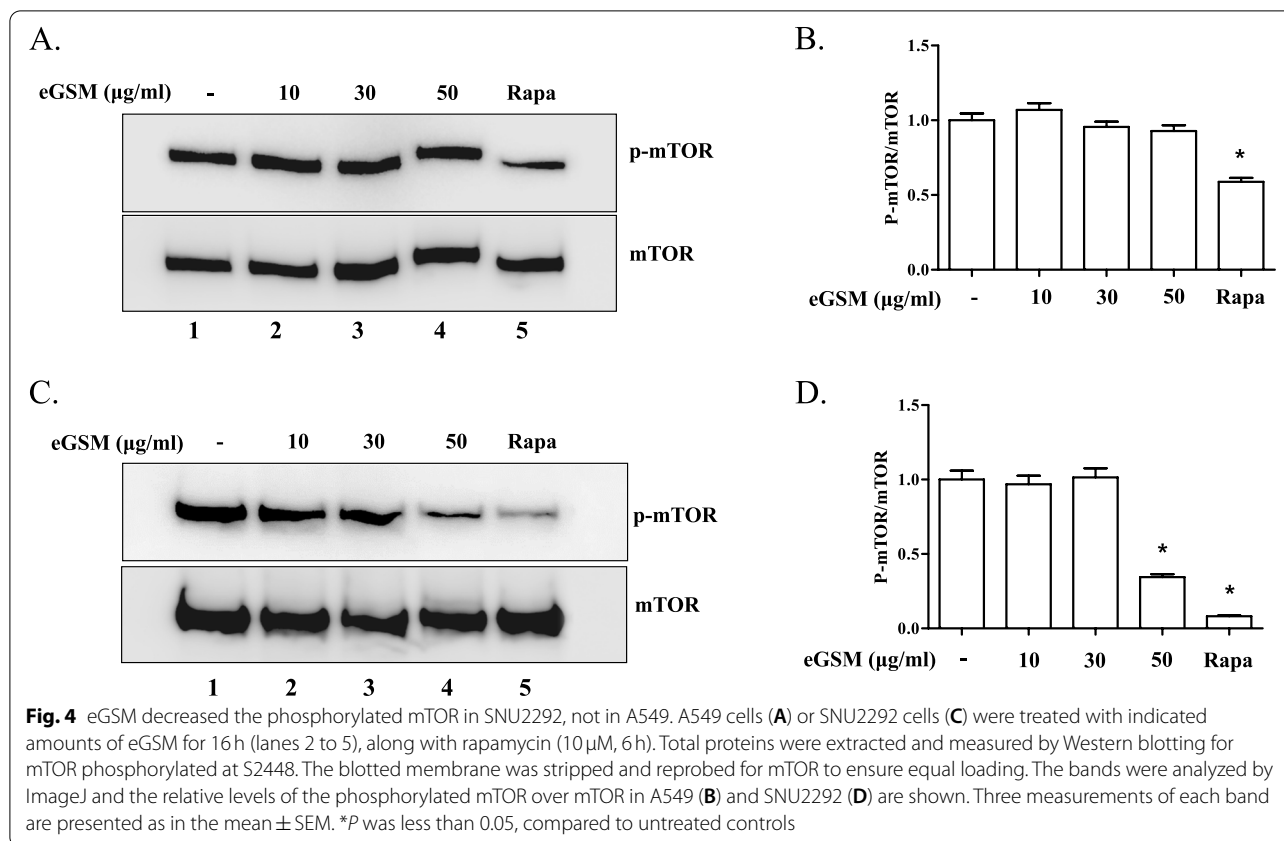 A.
eGSM (µg/ml) - 10 30 50 Rapa
p-mTOR
mTOR
1 2 3 4 5
B.
P-mTOR/mTOR
1.5
1.0
0.5
0.0
eGSM (µg/ml) - 10 30 50 Rapa
*
C.
eGSM (µg/ml) - 10 30 50 Rapa
p-mTOR
mTOR
1 2 3 4 5
D.
P-mTOR/mTOR
1.5
1.0
0.5
0.0
eGSM (µg/ml) - 10 30 50 Rapa
*
*
Fig. 4 eGSM decreased the phosphorylated mTOR in SNU2292, not in A549. A549 cells (A) or SNU2292 cells (C) were treated with indicated
amounts of eGSM for 16 h (lanes 2 to 5), along with rapamycin (10 µM, 6 h). Total proteins were extracted and measured by Western blotting for
mTOR phosphorylated at S2448. The blotted membrane was stripped and reprobed for mTOR to ensure equal loading. The bands were analyzed by
ImageJ and the relative levels of the phosphorylated mTOR over mTOR in A549 (B) and SNU2292 (D) are shown. Three measurements of each band
are presented as in the mean ± SEM. *P was less than 0.05, compared to untreated controls